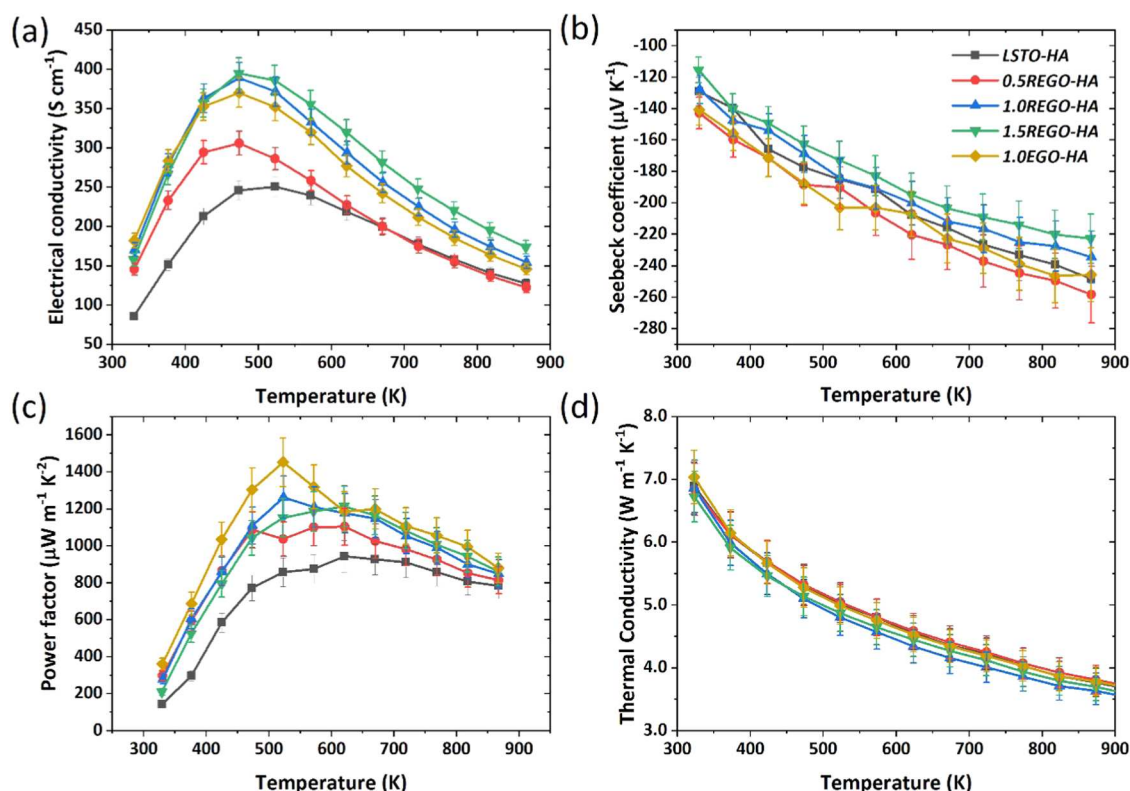 (a)
450
400
350
300
250
200
150
100
50
Electrical conductivity (S cm⁻¹)
300 400 500 600 700 800 900
Temperature (K)
(b)
-100
-120
-140
-160
-180
-200
-220
-240
-260
-280
Seebeck coefficient (µV K⁻¹)
LSTO-HA
0.5REGO-HA
1.0REGO-HA
1.5REGO-HA
1.0EGO-HA
300 400 500 600 700 800 900
Temperature (K)
(c)
1600
1400
1200
1000
800
600
400
200
0
Power factor (µW m⁻¹ K⁻²)
300 400 500 600 700 800 900
Temperature (K)
(d)
8.0
7.0
6.0
5.0
4.0
3.0
Thermal Conductivity (W m⁻¹ K⁻¹)
300 400 500 600 700 800 900
Temperature (K)